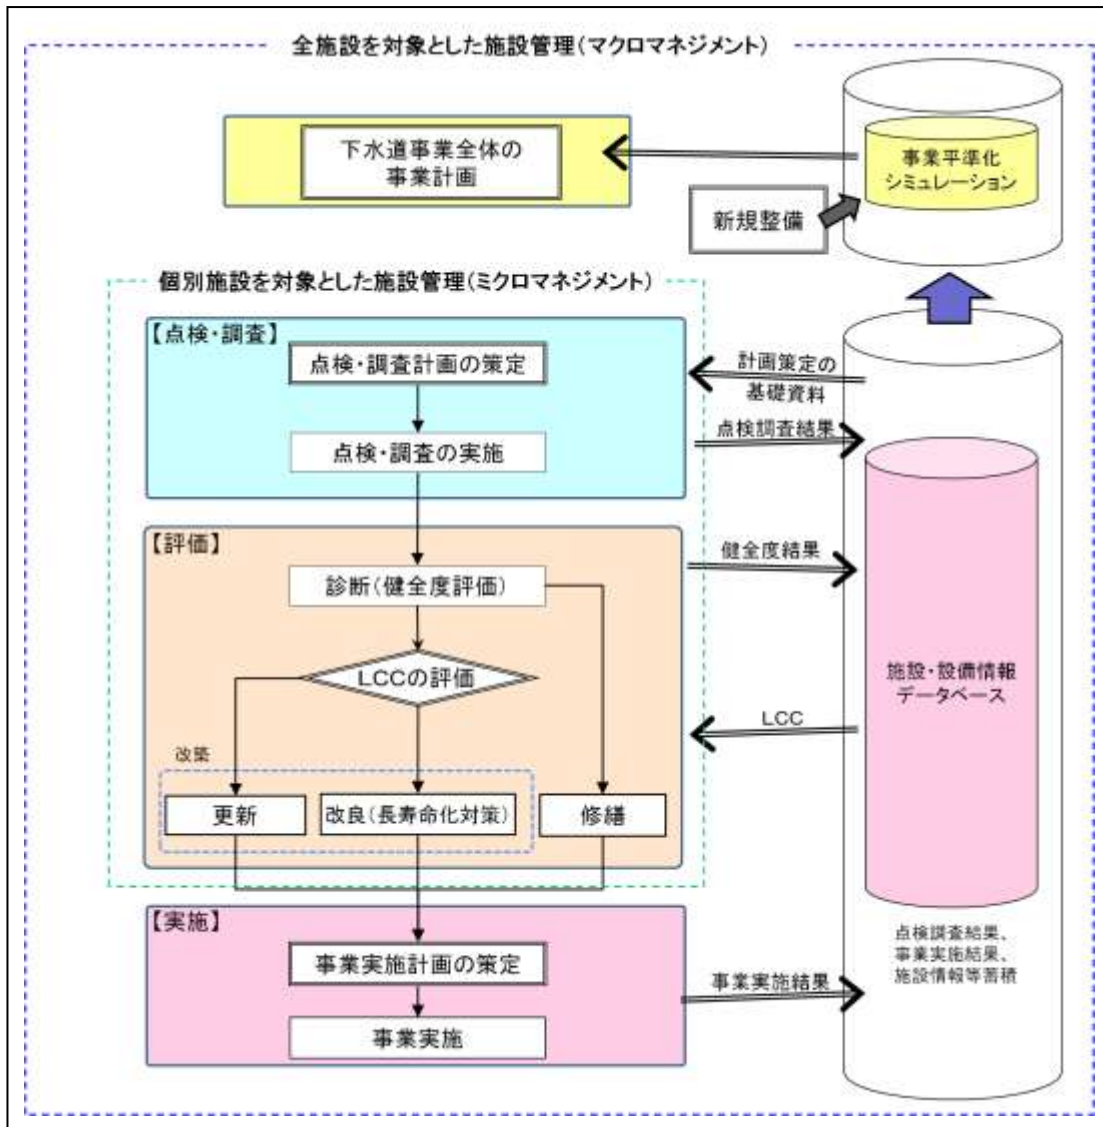 全施設を対象とした施設管理(マクロマネジメント)
下水道事業全体の
事業計画
事業平準化
シミュレーション
新規整備
個別施設を対象とした施設管理(ミクロマネジメント)
【点検・調査】
点検・調査計画の策定
計画策定の
基礎資料
点検調査結果
点検・調査の実施
【評価】
健全度結果
診断(健全度評価)
LCCの評価
施設・設備情報
データベース
LCC
改築
更新
改良(長寿命化対策)
修繕
【実施】
事業実施計画の策定
点検調査結果、
事業実施結果、
施設情報等蓄積
事業実施結果
事業実施